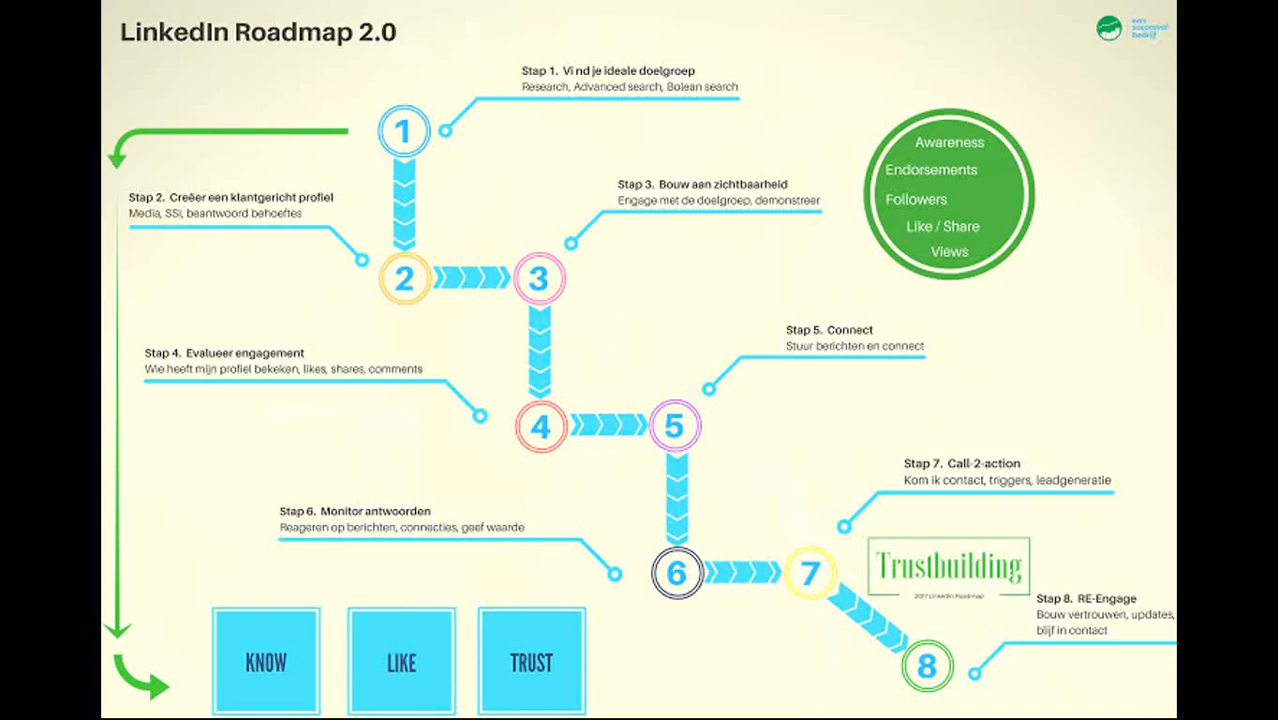 LinkedIn Roadmap 2.0
een
succesvol
bedrijf
Stap 1. Vi nd je ideale doelgroep
Research, Advanced search, Bolean search
1
Awareness
Endorsements
Followers
Like / Share
Views
Stap 2. Creëer een klantgericht profiel
Media, SSI, beantwoord behoeftes
Stap 3. Bouw aan zichtbaarheid
Engage met de doelgroep, demonstreer
2
3
Stap 4. Evalueer engagement
Wie heeft mijn profiel bekeken, likes, shares, comments
Stap 5. Connect
Stuur berichten en connect
4
5
Stap 6. Monitor antwoorden
Reageren op berichten, connecties, geef waarde
Stap 7. Call-2-action
Kom ik contact, triggers, leadgeneratie
6
7
Trustbuilding
2017 LinkedIn Roadmap
Stap 8. RE-Engage
Bouw vertrouwen, updates,
blijf in contact
8
KNOW
LIKE
TRUST